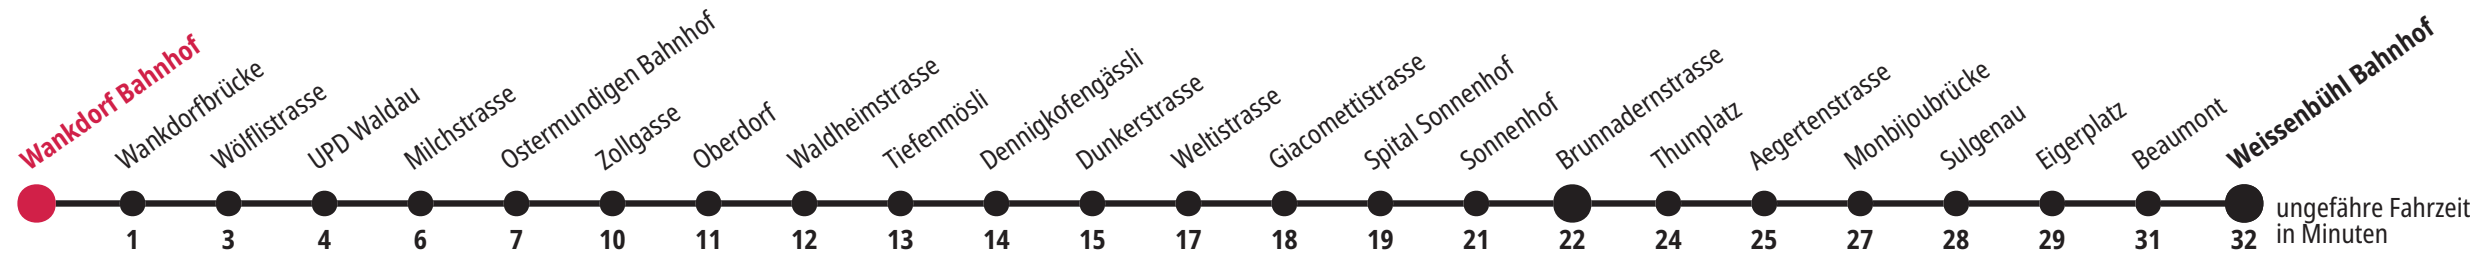 Wankdorf Bahnhof
Wankdorfbrücke
Wölflistrasse
UPD Waldau
Milchstrasse
Ostermundigen Bahnhof
Zollgasse
Oberdorf
Waldheimstrasse
Tiefenmösli
Dennigkofengässli
Dunkerstrasse
Weltistrasse
Giacomettistrasse
Spital Sonnenhof
Sonnenhof
Brunnadernstrasse
Thunplatz
Aegertenstrasse
Monbijoubrücke
Sulgenau
Eigerplatz
Beaumont
Weissenbühl Bahnhof
1 3 4 6 7 10 11 12 13 14 15 17 18 19 21 22 24 25 27 28 29 31 32
ungefähre Fahrzeit
in Minuten